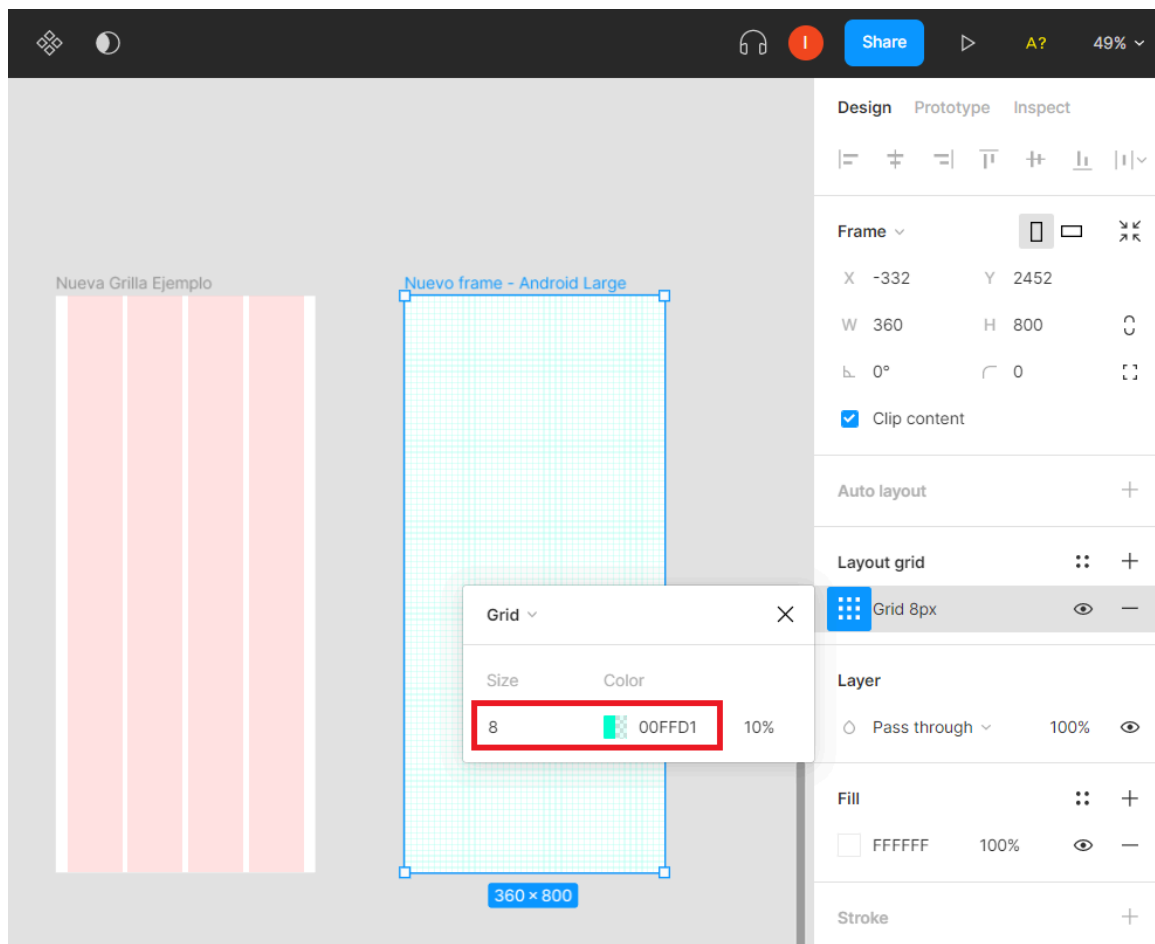 I
Share
A?
49%
Design Prototype Inspect
Frame
X -332 Y 2452
W 360 H 800
0° 0
Clip content
Auto layout
Layout grid
Grid 8px
Layer
Pass through 100%
Fill
FFFFFF 100%
Stroke
Nueva Grilla Ejemplo
Nuevo frame - Android Large
Grid
Size Color
8 00FFD1 10%
360 × 800